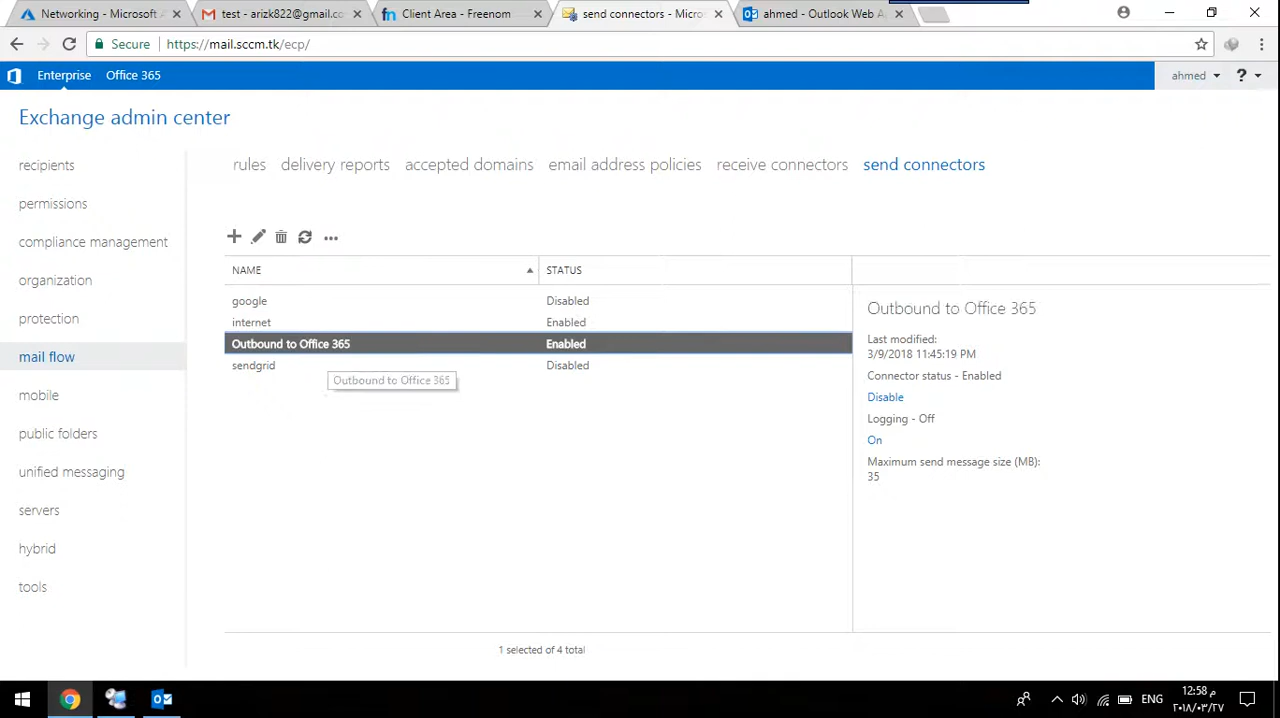 Networking - Microsoft A
test - arizk822@gmail.co
Client Area - Freenom
send connectors - Micro
ahmed - Outlook Web A
Secure
https://mail.sccm.tk/ecp/
Enterprise
Office 365
ahmed
?
Exchange admin center
recipients
permissions
compliance management
organization
protection
mail flow
mobile
public folders
unified messaging
servers
hybrid
tools
rules
delivery reports
accepted domains
email address policies
receive connectors
send connectors
NAME
STATUS
google
Disabled
internet
Enabled
Outbound to Office 365
Enabled
sendgrid
Disabled
Outbound to Office 365
1 selected of 4 total
Outbound to Office 365
Last modified:
3/9/2018 11:45:19 PM
Connector status - Enabled
Disable
Logging - Off
On
Maximum send message size (MB):
35
ENG
12:58 م
٢٠١٨/٠٣/٢٧